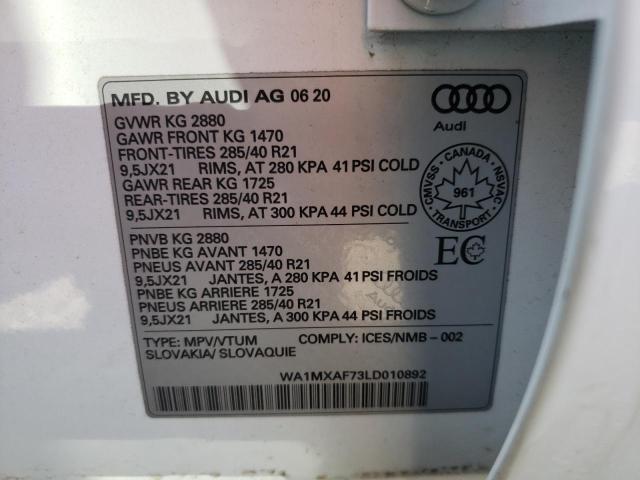 MFD. BY AUDI AG 06 20
GVWR KG 2880
GAWR FRONT KG 1470
FRONT-TIRES 285/40 R21
9,5JX21 RIMS, AT 280 KPA 41 PSI COLD
GAWR REAR KG 1725
REAR-TIRES 285/40 R21
9,5JX21 RIMS, AT 300 KPA 44 PSI COLD
Audi
CMVSS - CANADA - NSVAC
961
TRANSPORT
PNVB KG 2880
PNBE KG AVANT 1470
PNEUS AVANT 285/40 R21
9,5JX21 JANTES, A 280 KPA 41 PSI FROIDS
PNBE KG ARRIERE 1725
PNEUS ARRIERE 285/40 R21
9,5JX21 JANTES, A 300 KPA 44 PSI FROIDS
EC
TYPE: MPV/VTUM COMPLY: ICES/NMB-002
SLOVAKIA/ SLOVAQUIE
WA1MXAF73LD010892